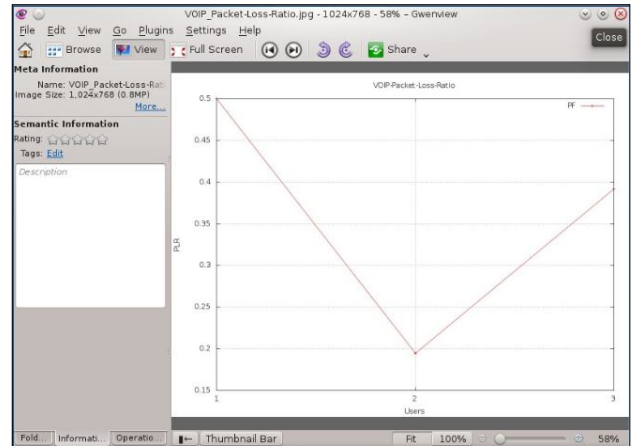 VOIP_Packet-Loss-Ratio.jpg - 1024x768 - 58% – Gwenview
File Edit View Go Plugins Settings Help
Close
Browse View Full Screen Share
Meta Information
Name: VOIP_Packet-Loss-Rat
Image Size: 1,024x768 (0.8MP)
More...
Semantic Information
Rating:
Tags: Edit
Description
VOIP-Packet-Loss-Ratio
PF
0.5
0.45
0.4
0.35
0.3
0.25
0.2
0.15
PLR
1 2 3
Users
Fold... Informati... Operatio... Thumbnail Bar Fit 100% 58%